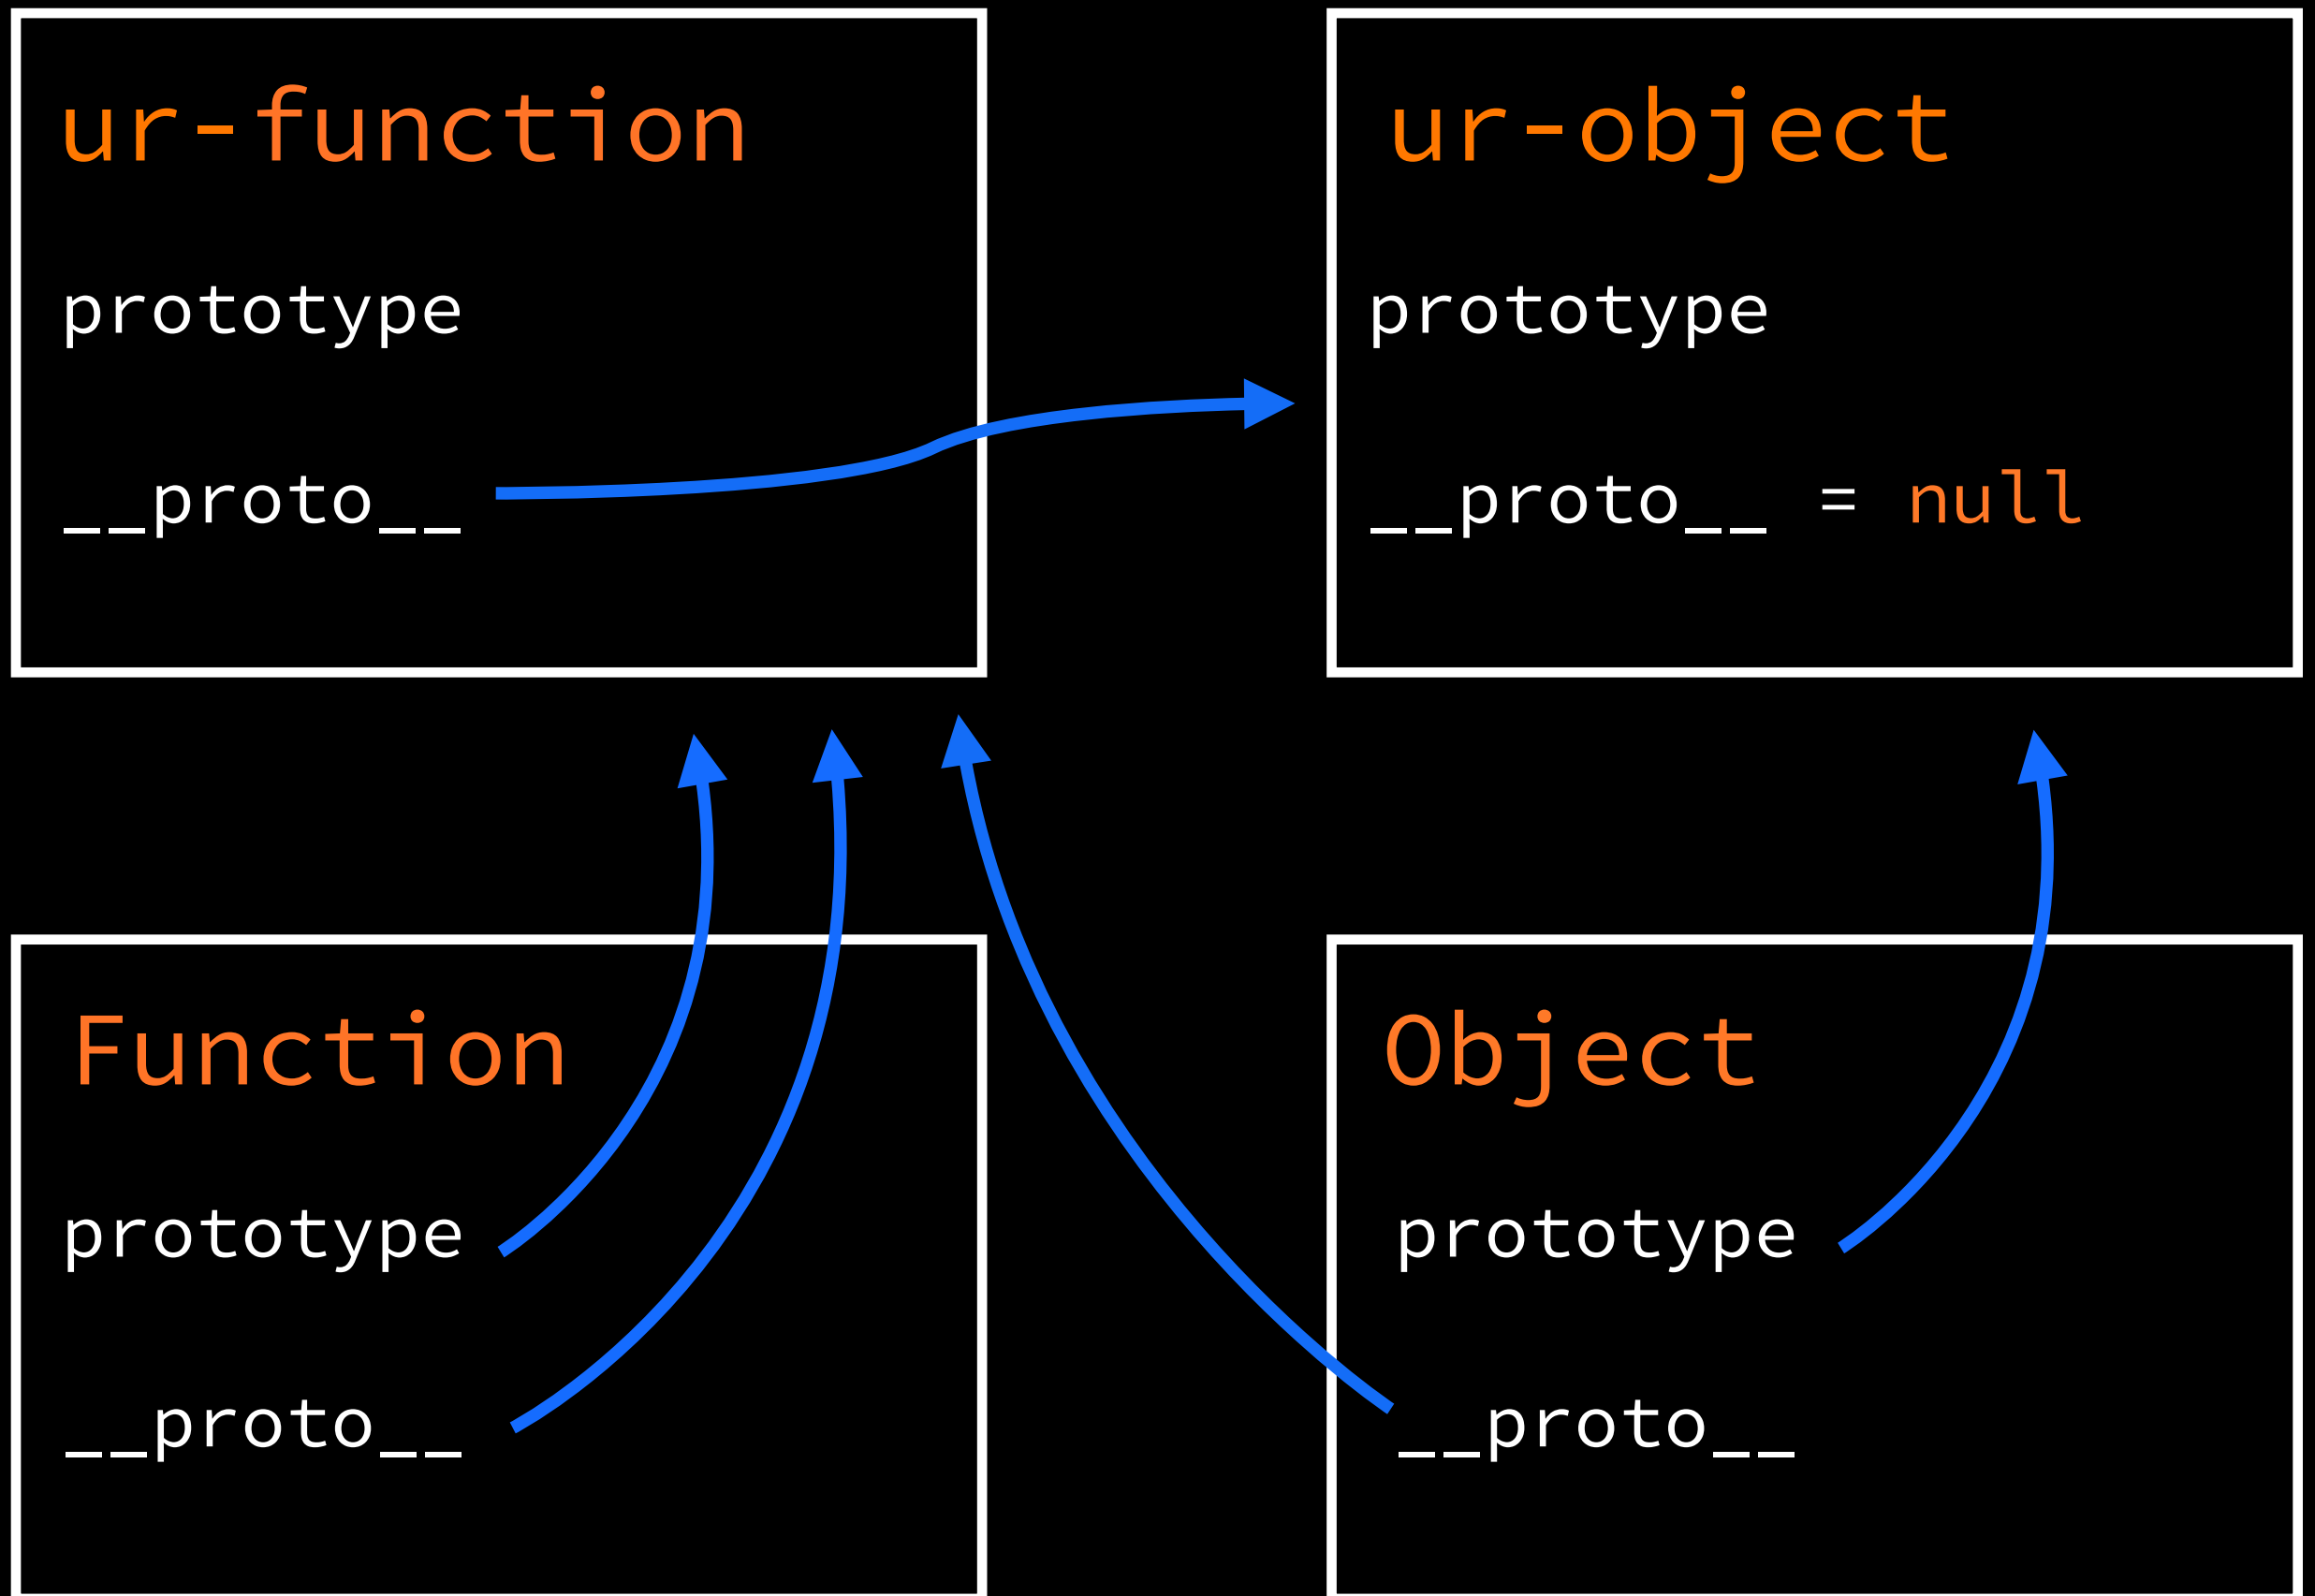 ur-function
prototype
__proto__
ur-object
prototype
__proto__ = null
Function
prototype
__proto__
Object
prototype
__proto__